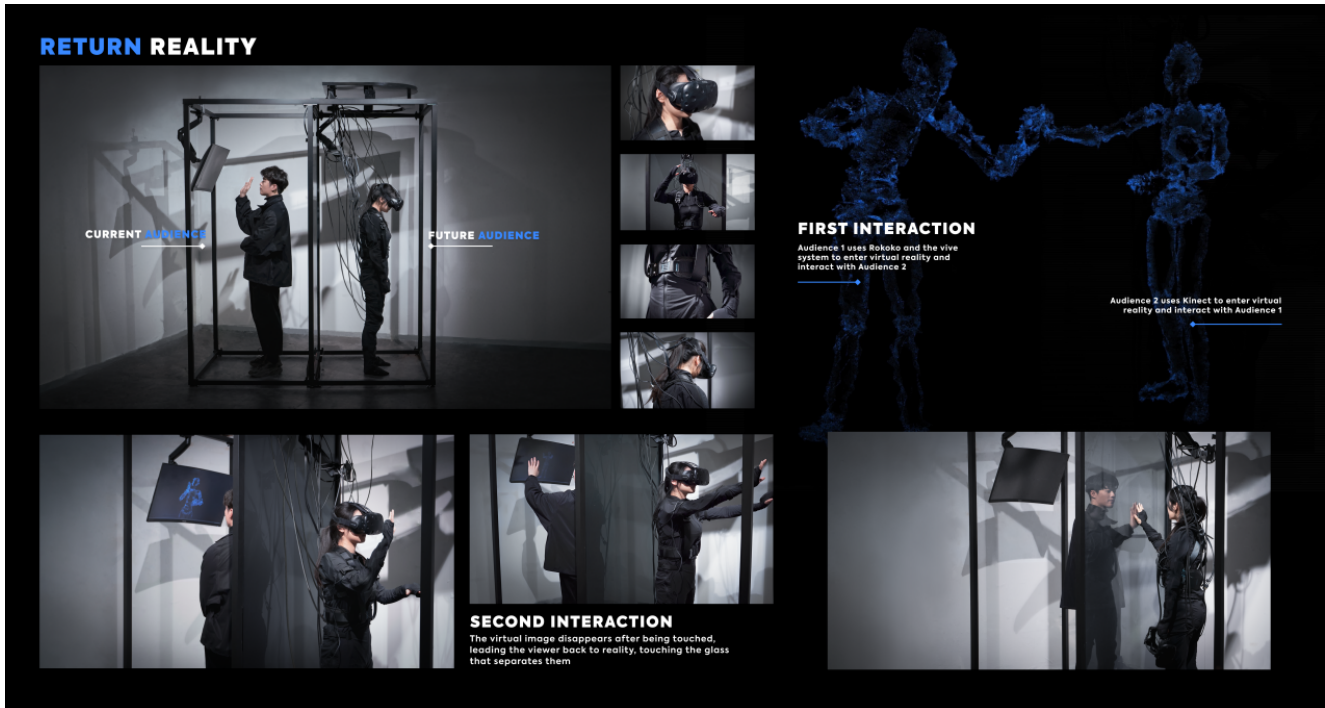 RETURN REALITY
CURRENT AUDIENCE
FUTURE AUDIENCE
FIRST INTERACTION
Audience 1 uses Rokoko and the vive
system to enter virtual reality and
interact with Audience 2
Audience 2 uses Kinect to enter virtual
reality and interact with Audience 1
SECOND INTERACTION
The virtual image disappears after being touched,
leading the viewer back to reality, touching the glass
that separates them